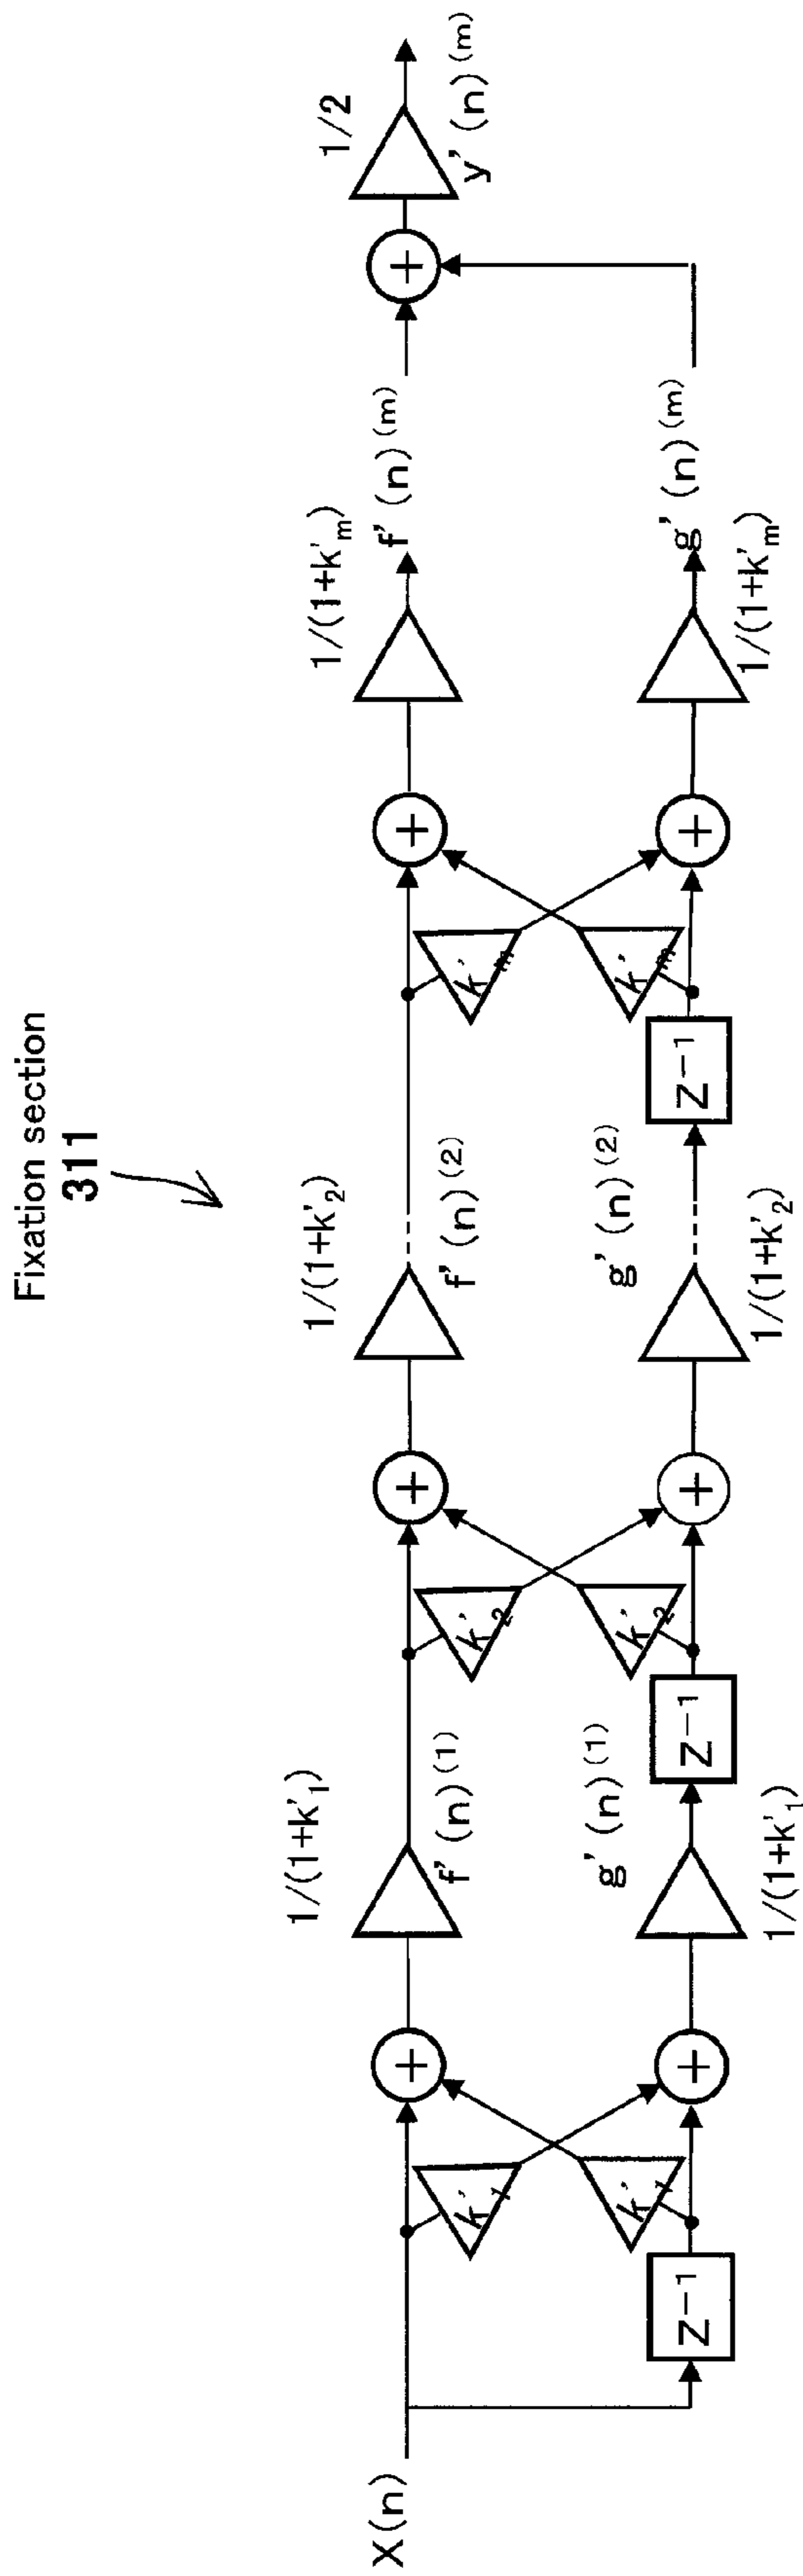 Fixation section
311
X(n)
Z⁻¹
k'₁
k'₁
+
+
1/(1+k'₁)
f'(n)⁽¹⁾
g'(n)⁽¹⁾
1/(1+k'₁)
Z⁻¹
k'₂
k'₂
+
+
1/(1+k'₂)
f'(n)⁽²⁾
g'(n)⁽²⁾
1/(1+k'₂)
Z⁻¹
k'ₘ
k'ₘ
+
+
1/(1+k'ₘ)
f'(n)⁽ᵐ⁾
g'(n)⁽ᵐ⁾
1/(1+k'ₘ)
+
1/2
y'(n)⁽ᵐ⁾